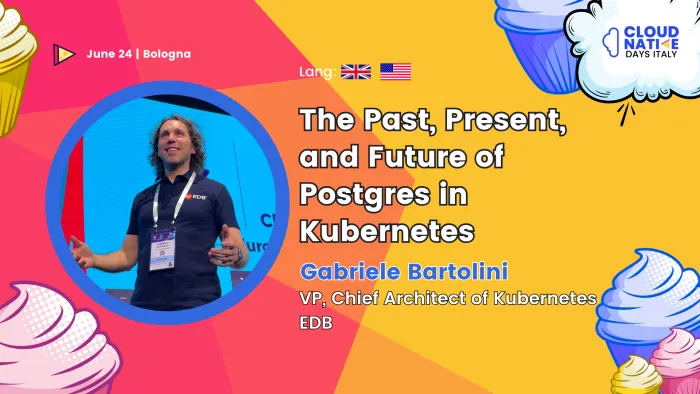 June 24 | Bologna
CLOUD
NATIVE
DAYS ITALY
Lang:
The Past, Present,
and Future of
Postgres in
Kubernetes
Gabriele Bartolini
VP, Chief Architect of Kubernetes
EDB
EDB